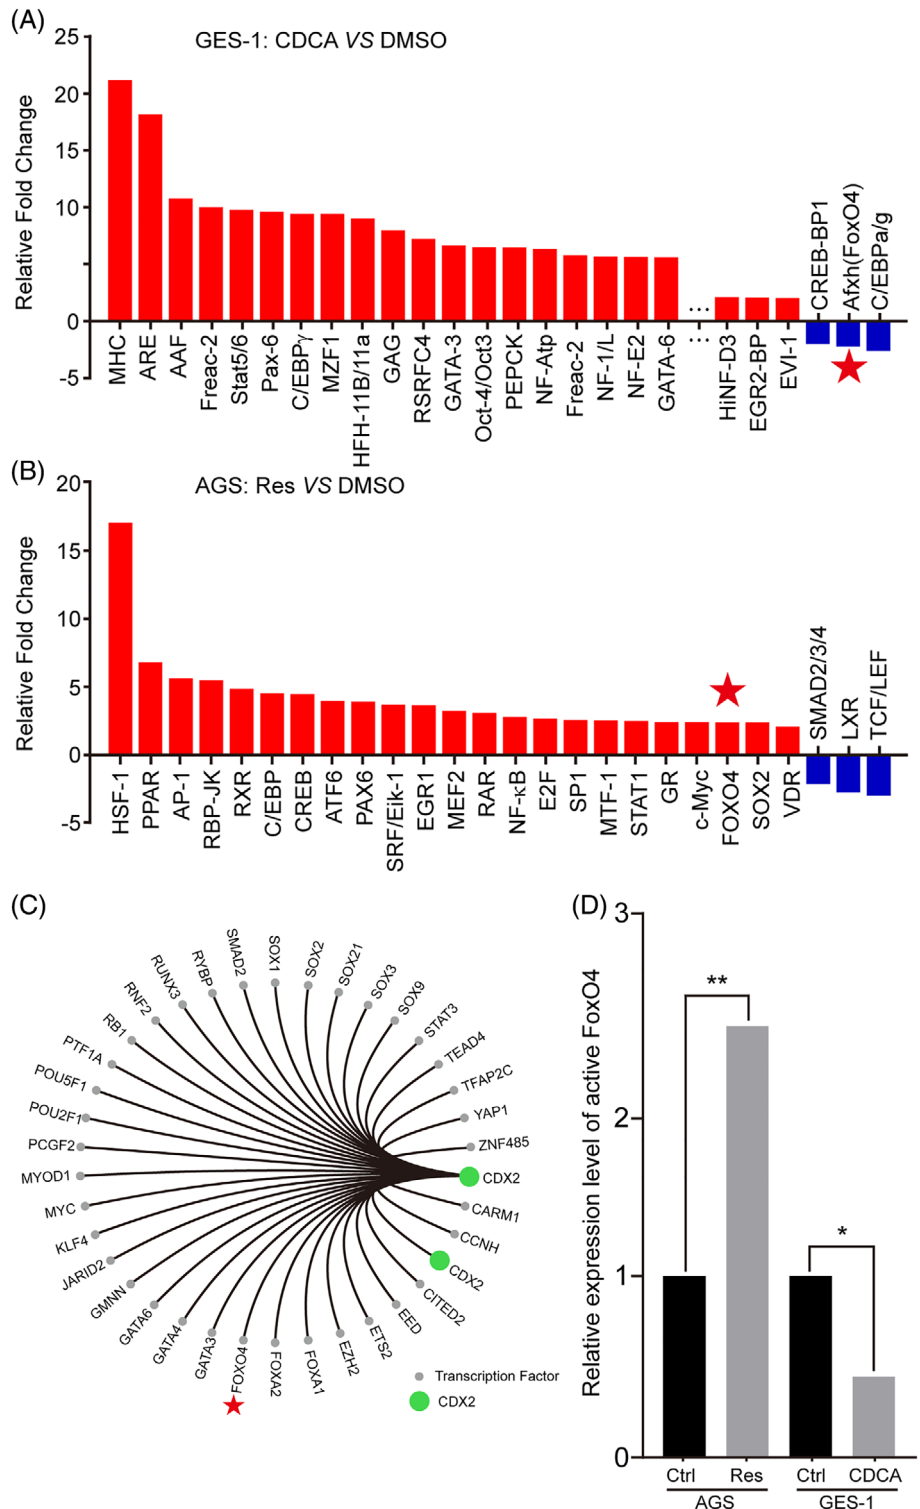 (A)
GES-1: CDCA VS DMSO
Relative Fold Change
25
20
15
10
0
-5
MHC
ARE
AAF
Freac-2
Stat5/6
Pax-6
C/EBPγ
MZF1
HFH-11B/11a
GAG
RSRFC4
GATA-3
Oct-4/Oct3
PEPCK
NF-Atp
Freac-2
NF-1/L
NF-E2
GATA-6
...
...
HiNF-D3
EGR2-BP
EVI-1
CREB-BP1
Afxh(FoxO4)
C/EBPa/g
(B)
AGS: Res VS DMSO
Relative Fold Change
20
15
10
5
0
-5
HSF-1
PPAR
AP-1
RBP-JK
RXR
C/EBP
CREB
ATF6
PAX6
SRF/Eik-1
EGR1
MEF2
RAR
NF-κB
E2F
SP1
MTF-1
STAT1
GR
c-Myc
FOXO4
SOX2
VDR
SMAD2/3/4
LXR
TCF/LEF
(C)
SOX1
SOX2
SOX21
SOX3
SOX9
STAT3
TEAD4
TFAP2C
YAP1
ZNF485
CDX2
CARM1
CCNH
CDX2
CITED2
EED
ETS2
EZH2
FOXA1
FOXA2
FOXO4
GATA3
GATA4
GATA6
GMNN
JARID2
KLF4
MYC
MYOD1
PCGF2
POU2F1
POU5F1
PTF1A
RB1
RNF2
RUNX3
RYBP
SMAD2
Transcription Factor
CDX2
(D)
Relative expression level of active FoxO4
3
2
1
0
**
*
Ctrl
Res
Ctrl
CDCA
AGS
GES-1